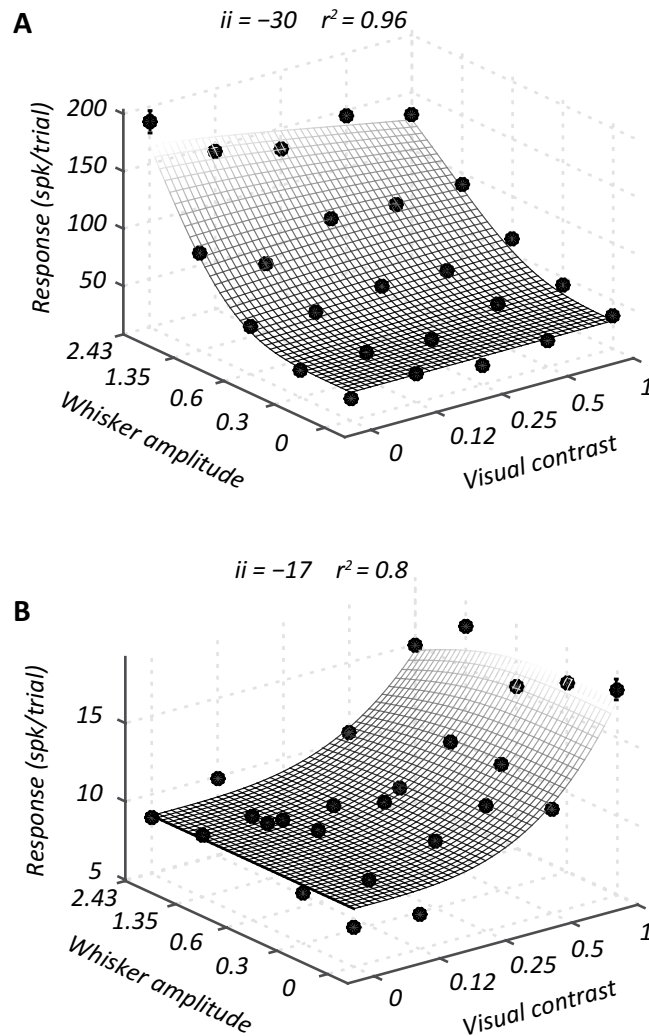 A
ii = −30 r² = 0.96
200
150
100
50
Response (spk/trial)
2.43
1.35
0.6
0.3
0
Whisker amplitude
0
0.12
0.25
0.5
1
Visual contrast
ii = −17 r² = 0.8
B
15
10
5
Response (spk/trial)
2.43
1.35
0.6
0.3
0
Whisker amplitude
0
0.12
0.25
0.5
1
Visual contrast